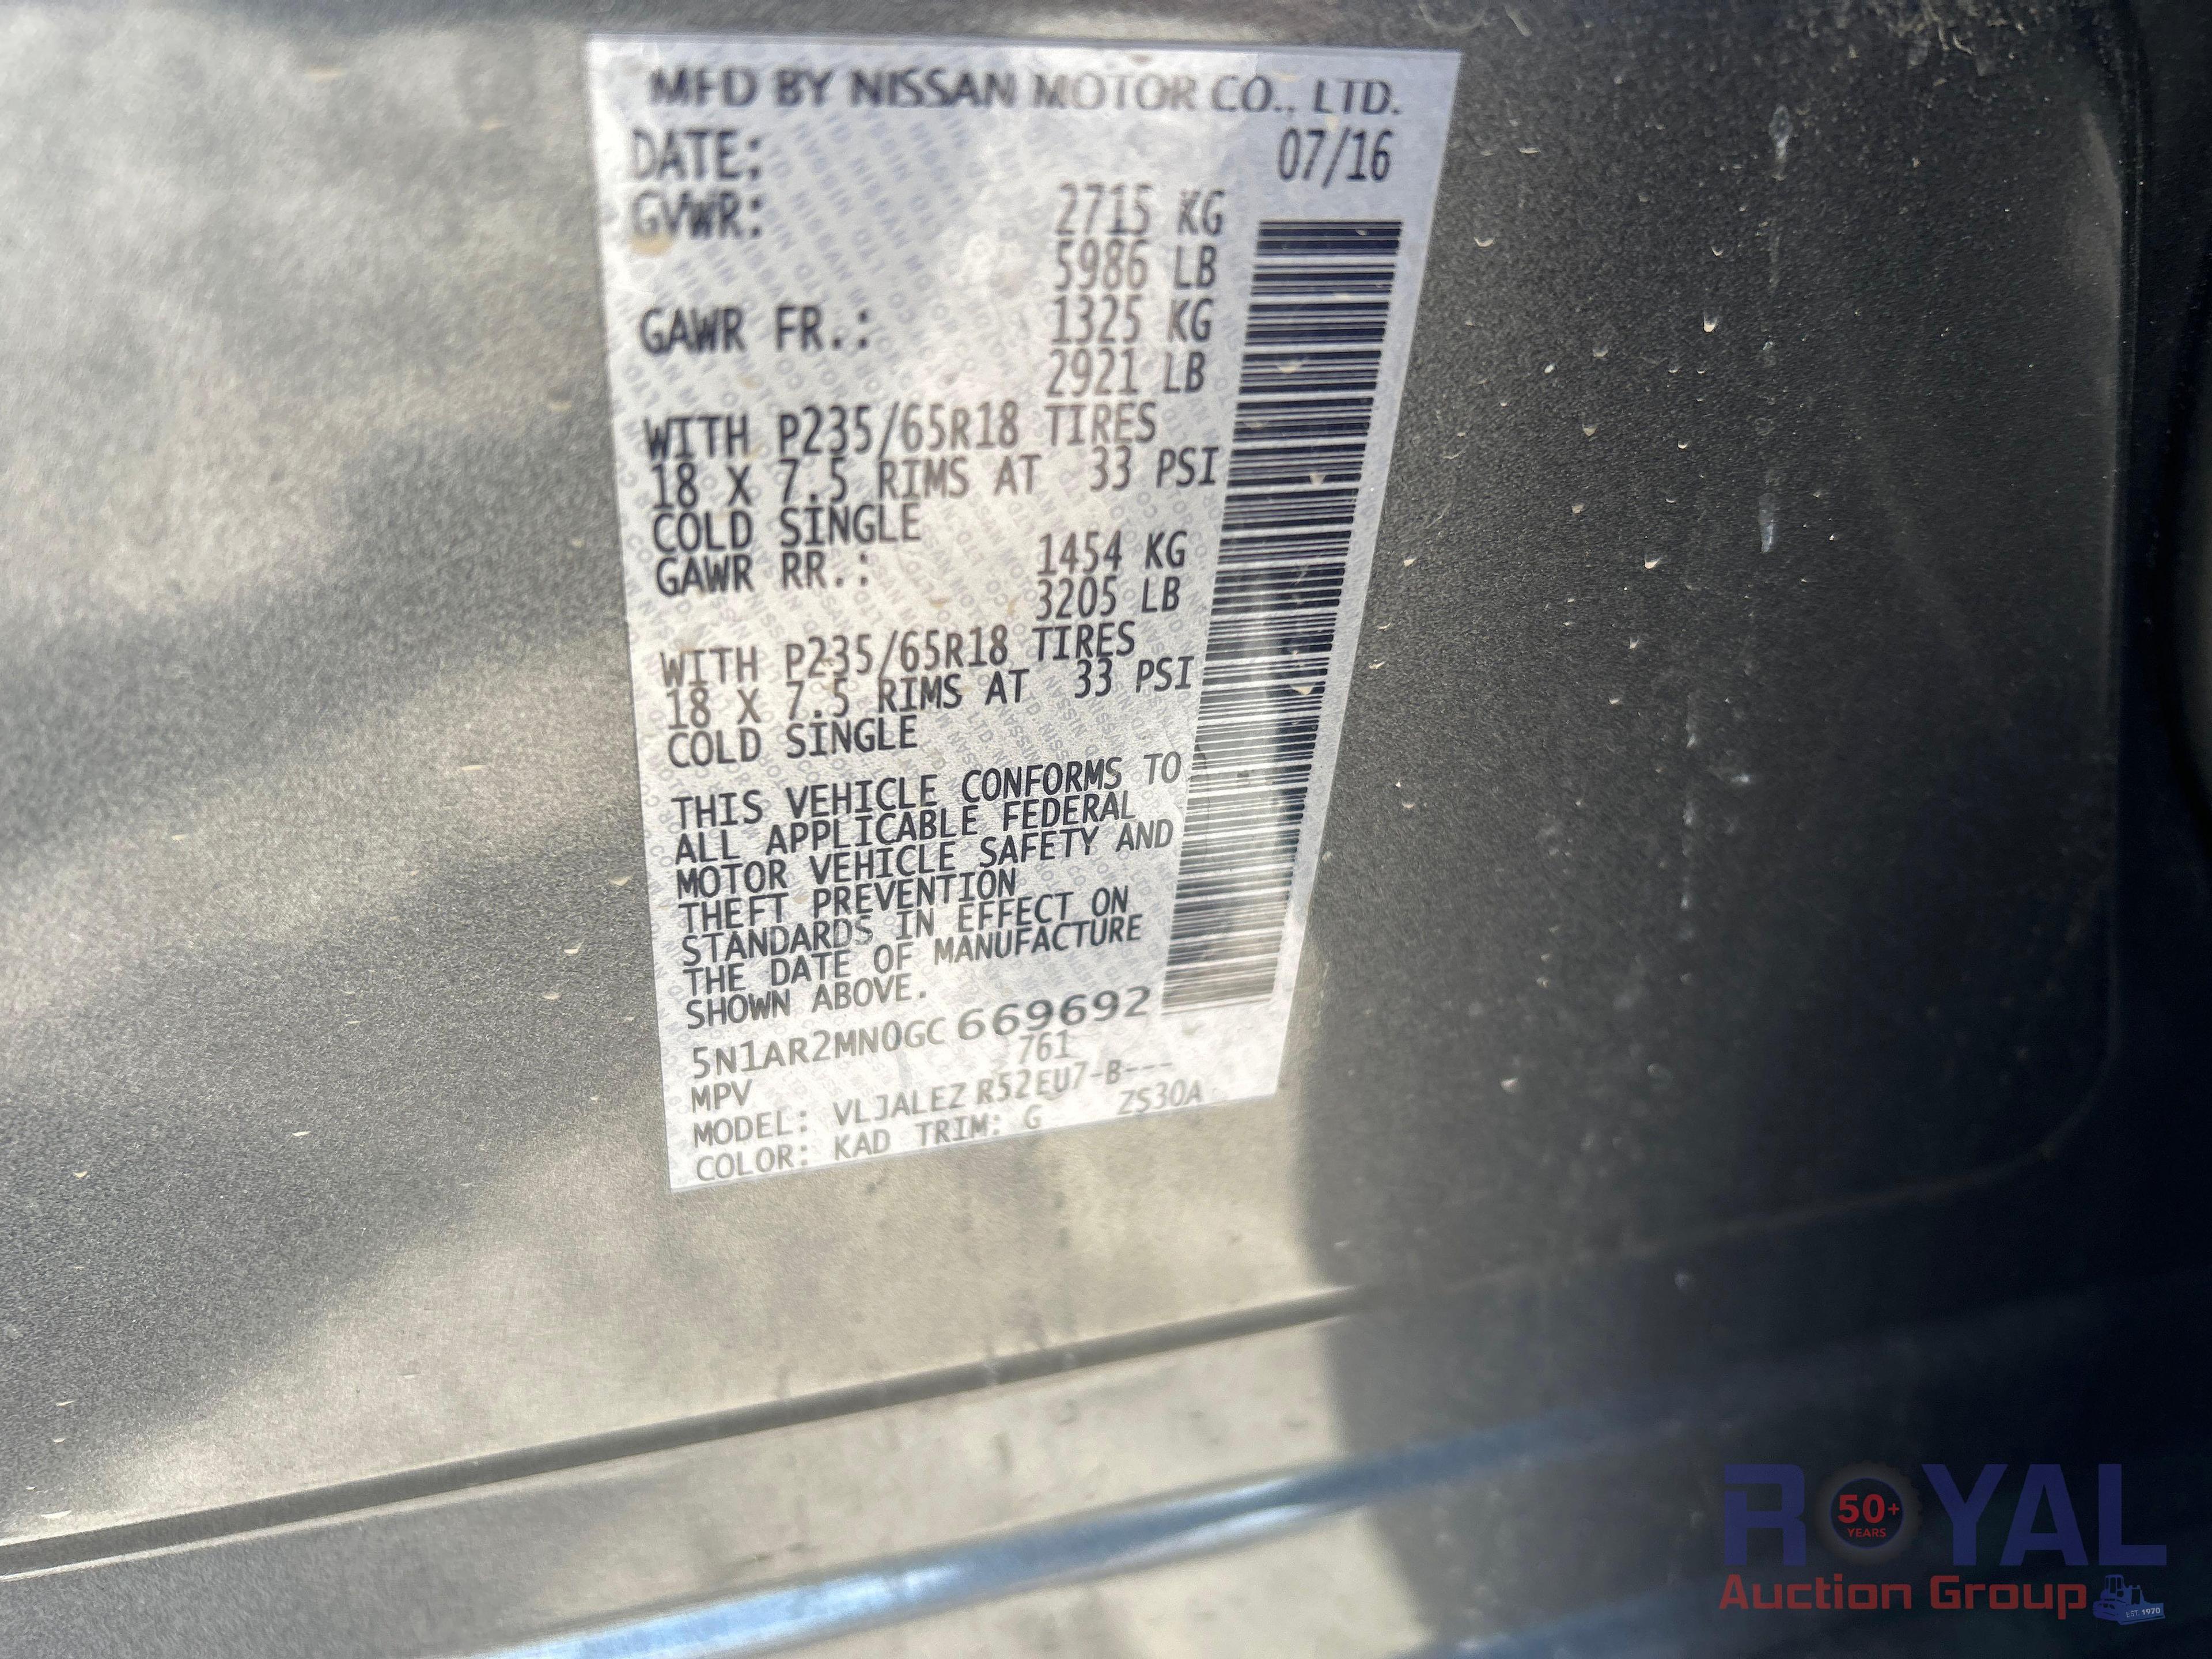 MFD BY NISSAN MOTOR CO., LTD.
DATE: 07/16
GVWR: 2715 KG
5986 LB
GAWR FR.: 1325 KG
2921 LB
WITH P235/65R18 TIRES
18 X 7.5 RIMS AT 33 PSI
COLD SINGLE
GAWR RR.: 1454 KG
3205 LB
WITH P235/65R18 TIRES
18 X 7.5 RIMS AT 33 PSI
COLD SINGLE
THIS VEHICLE CONFORMS TO
ALL APPLICABLE FEDERAL
MOTOR VEHICLE SAFETY AND
THEFT PREVENTION
STANDARDS IN EFFECT ON
THE DATE OF MANUFACTURE
SHOWN ABOVE.
5N1AR2MN0GC 669692
MPV 761
MODEL: VLJALEZ R52EU7-B---
COLOR: KAD TRIM: G ZS30A
ROYAL
50+
YEARS
Auction Group
EST. 1970